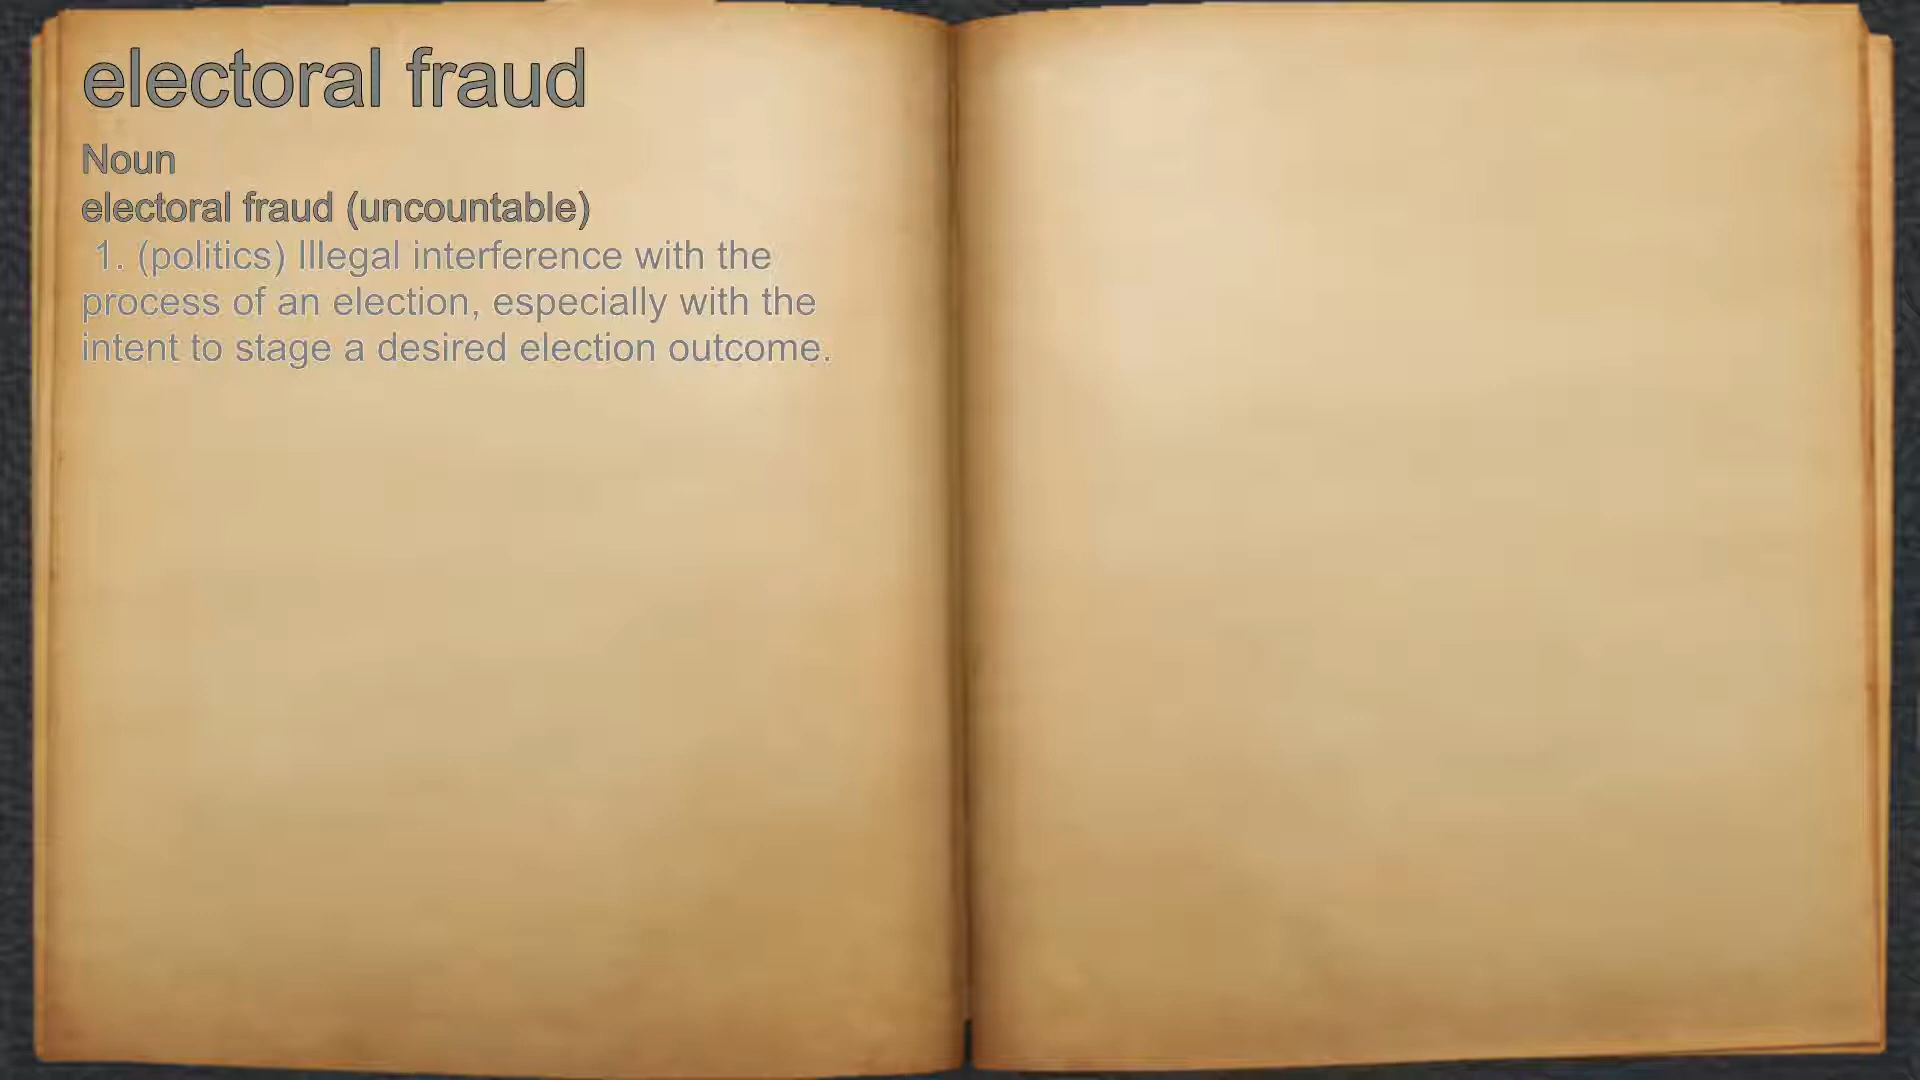 electoral fraud
Noun
electoral fraud (uncountable)
1. (politics) Illegal interference with the
process of an election, especially with the
intent to stage a desired election outcome.